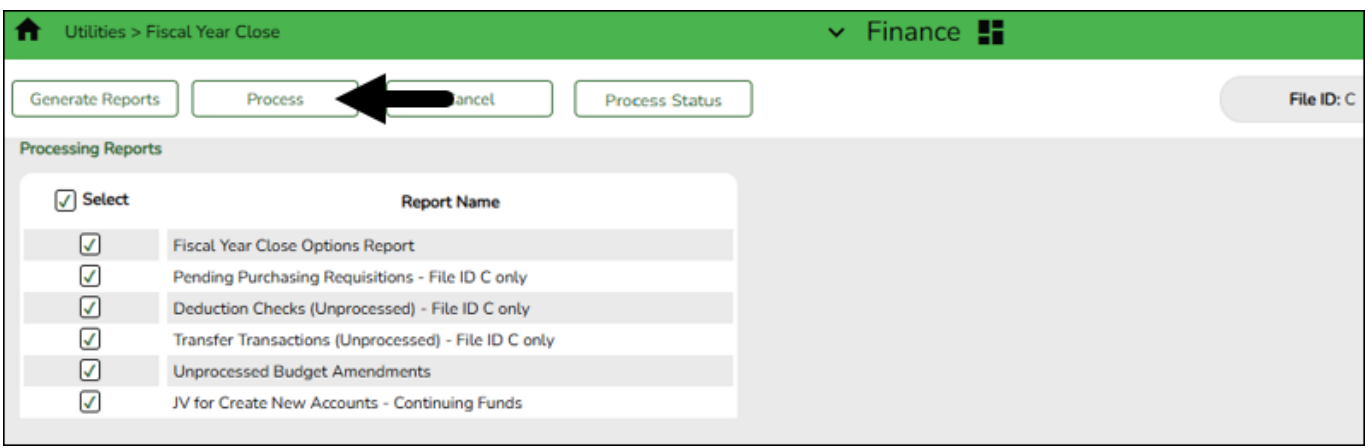 Utilities > Fiscal Year Close
Finance
Generate Reports
Process
ancel
Process Status
File ID: C
Processing Reports
Select
Report Name
Fiscal Year Close Options Report
Pending Purchasing Requisitions - File ID C only
Deduction Checks (Unprocessed) - File ID C only
Transfer Transactions (Unprocessed) - File ID C only
Unprocessed Budget Amendments
JV for Create New Accounts - Continuing Funds